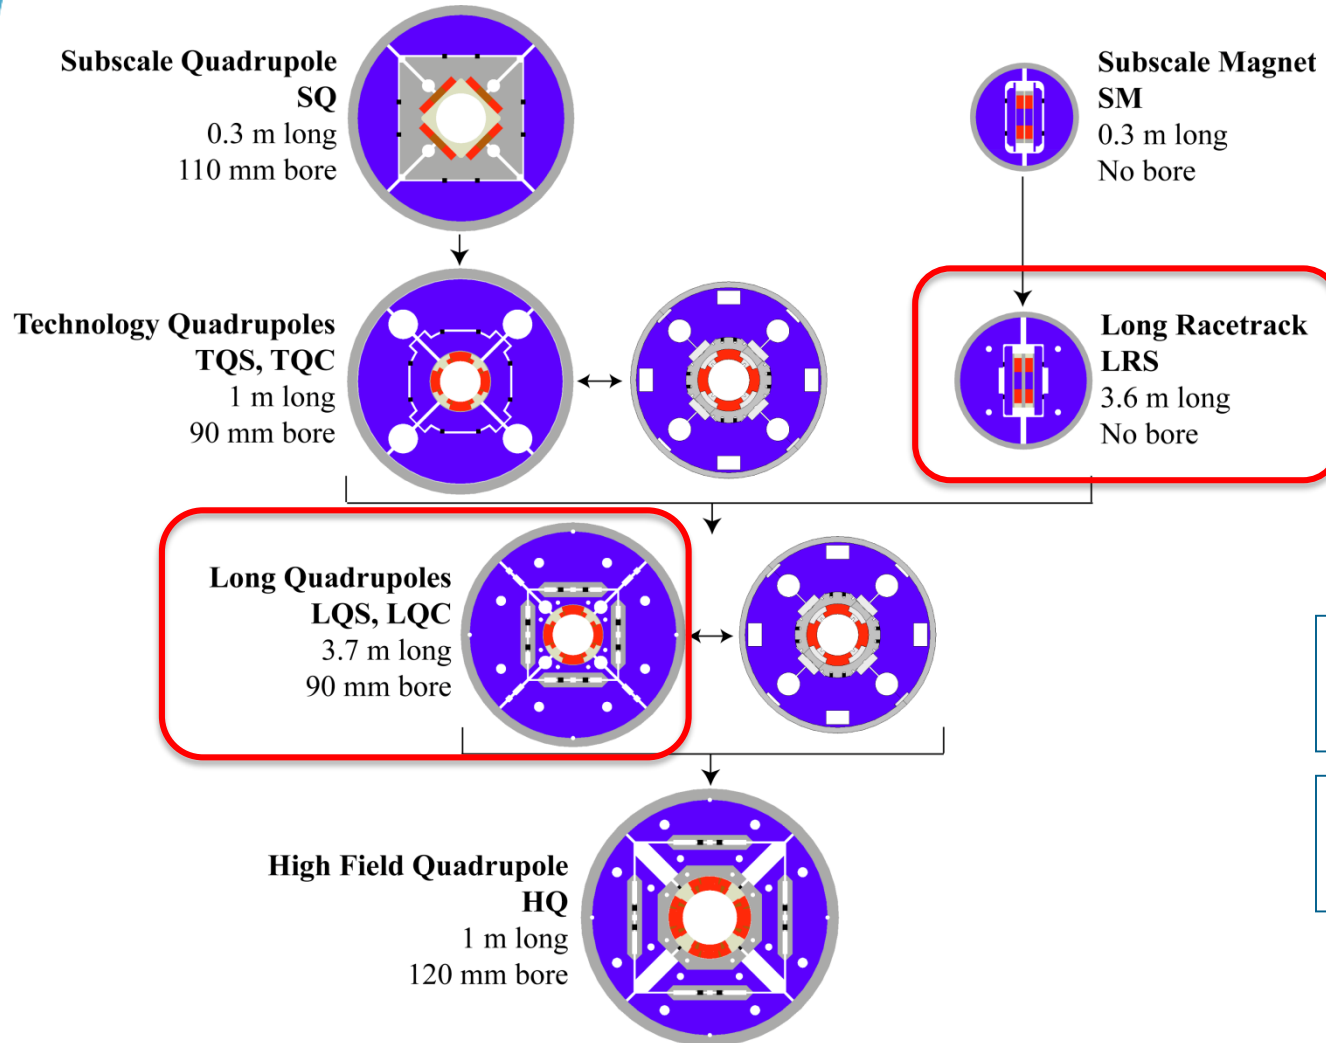 Subscale Quadrupole
SQ
0.3 m long
110 mm bore
Subscale Magnet
SM
0.3 m long
No bore
Technology Quadrupoles
TQS, TQC
1 m long
90 mm bore
Long Racetrack
LRS
3.6 m long
No bore
Long Quadrupoles
LQS, LQC
3.7 m long
90 mm bore
High Field Quadrupole
HQ
1 m long
120 mm bore